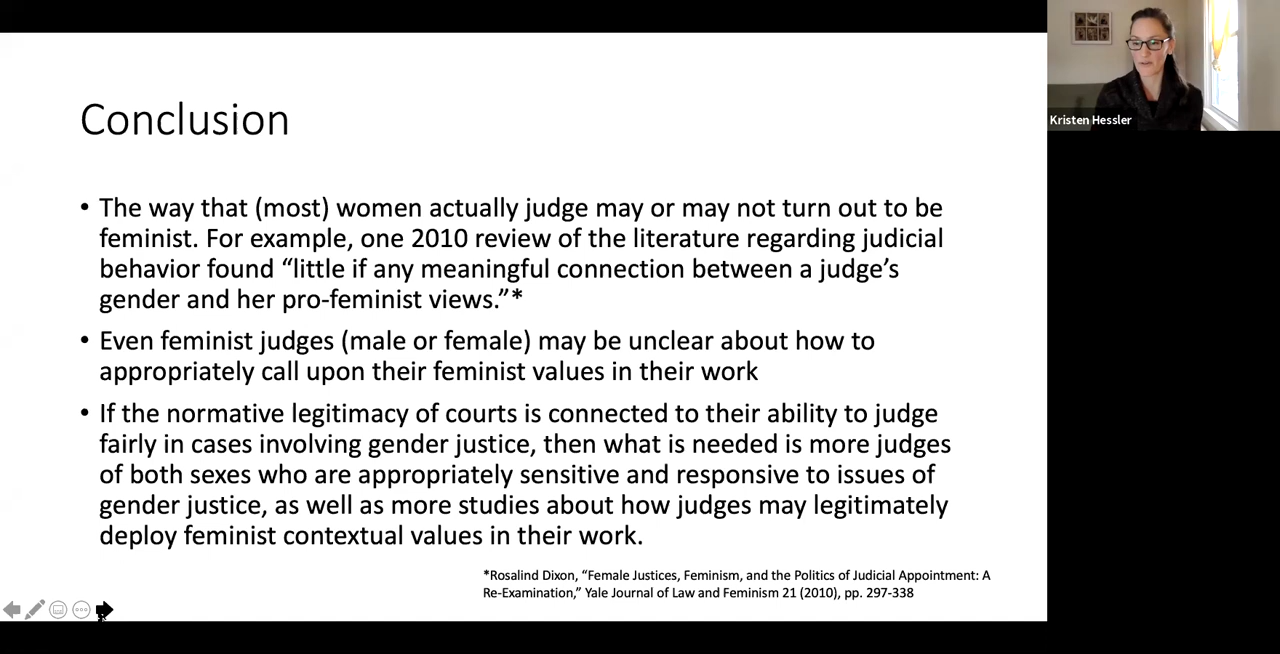 Conclusion
• The way that (most) women actually judge may or may not turn out to be
feminist. For example, one 2010 review of the literature regarding judicial
behavior found “little if any meaningful connection between a judge’s
gender and her pro-feminist views.”*
• Even feminist judges (male or female) may be unclear about how to
appropriately call upon their feminist values in their work
• If the normative legitimacy of courts is connected to their ability to judge
fairly in cases involving gender justice, then what is needed is more judges
of both sexes who are appropriately sensitive and responsive to issues of
gender justice, as well as more studies about how judges may legitimately
deploy feminist contextual values in their work.
*Rosalind Dixon, “Female Justices, Feminism, and the Politics of Judicial Appointment: A
Re-Examination,” Yale Journal of Law and Feminism 21 (2010), pp. 297-338
Kristen Hessler